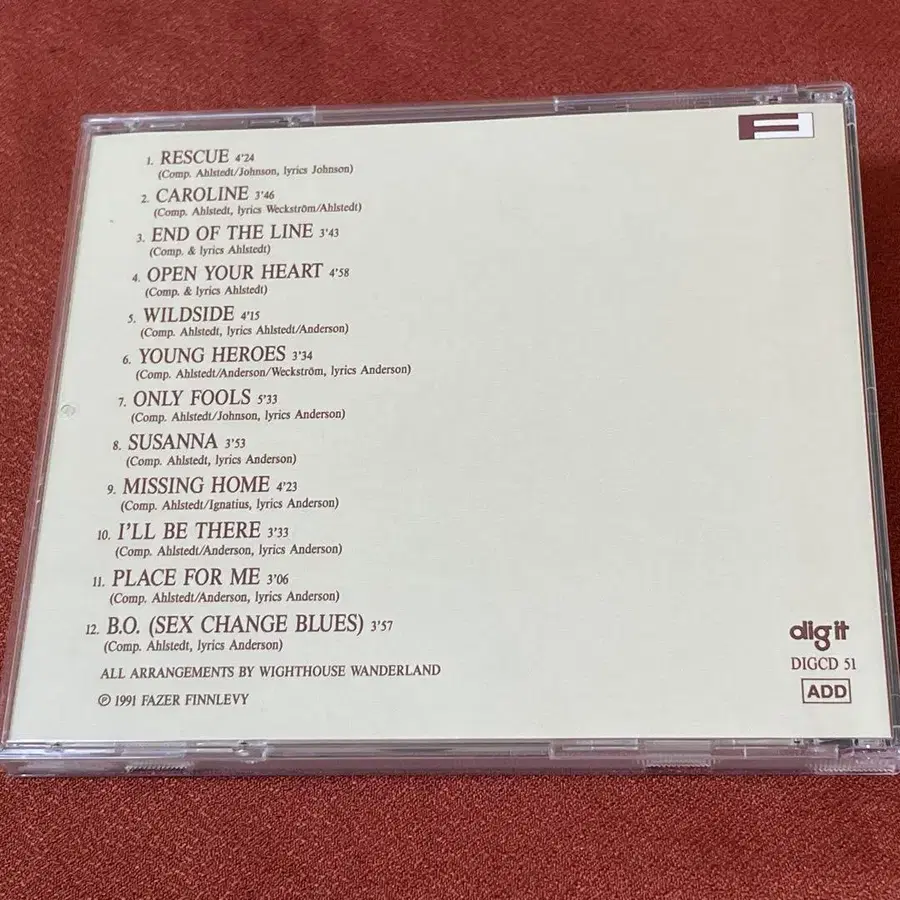 1. RESCUE 4'24
(Comp. Ahlstedt/Johnson, lyrics Johnson)
2. CAROLINE 3'46
(Comp. Ahlstedt, lyrics Weckström/Ahlstedt)
3. END OF THE LINE 3'43
(Comp. & lyrics Ahlstedt)
4. OPEN YOUR HEART 4'58
(Comp. & lyrics Ahlstedt)
5. WILDSIDE 4'15
(Comp. Ahlstedt, lyrics Ahlstedt/Anderson)
6. YOUNG HEROES 3'34
(Comp. Ahlstedt/Anderson/Weckström, lyrics Anderson)
7. ONLY FOOLS 5'33
(Comp. Ahlstedt/Johnson, lyrics Anderson)
8. SUSANNA 3'53
(Comp. Ahlstedt, lyrics Anderson)
9. MISSING HOME 4'23
(Comp. Ahlstedt/Ignatius, lyrics Anderson)
10. I'LL BE THERE 3'33
(Comp. Ahlstedt/Anderson, lyrics Anderson)
11. PLACE FOR ME 3'06
(Comp. Ahlstedt/Anderson, lyrics Anderson)
12. B.O. (SEX CHANGE BLUES) 3'57
(Comp. Ahlstedt, lyrics Anderson)
ALL ARRANGEMENTS BY WIGHTHOUSE WANDERLAND
℗ 1991 FAZER FINNLEVY
dig it
DIGCD 51
ADD